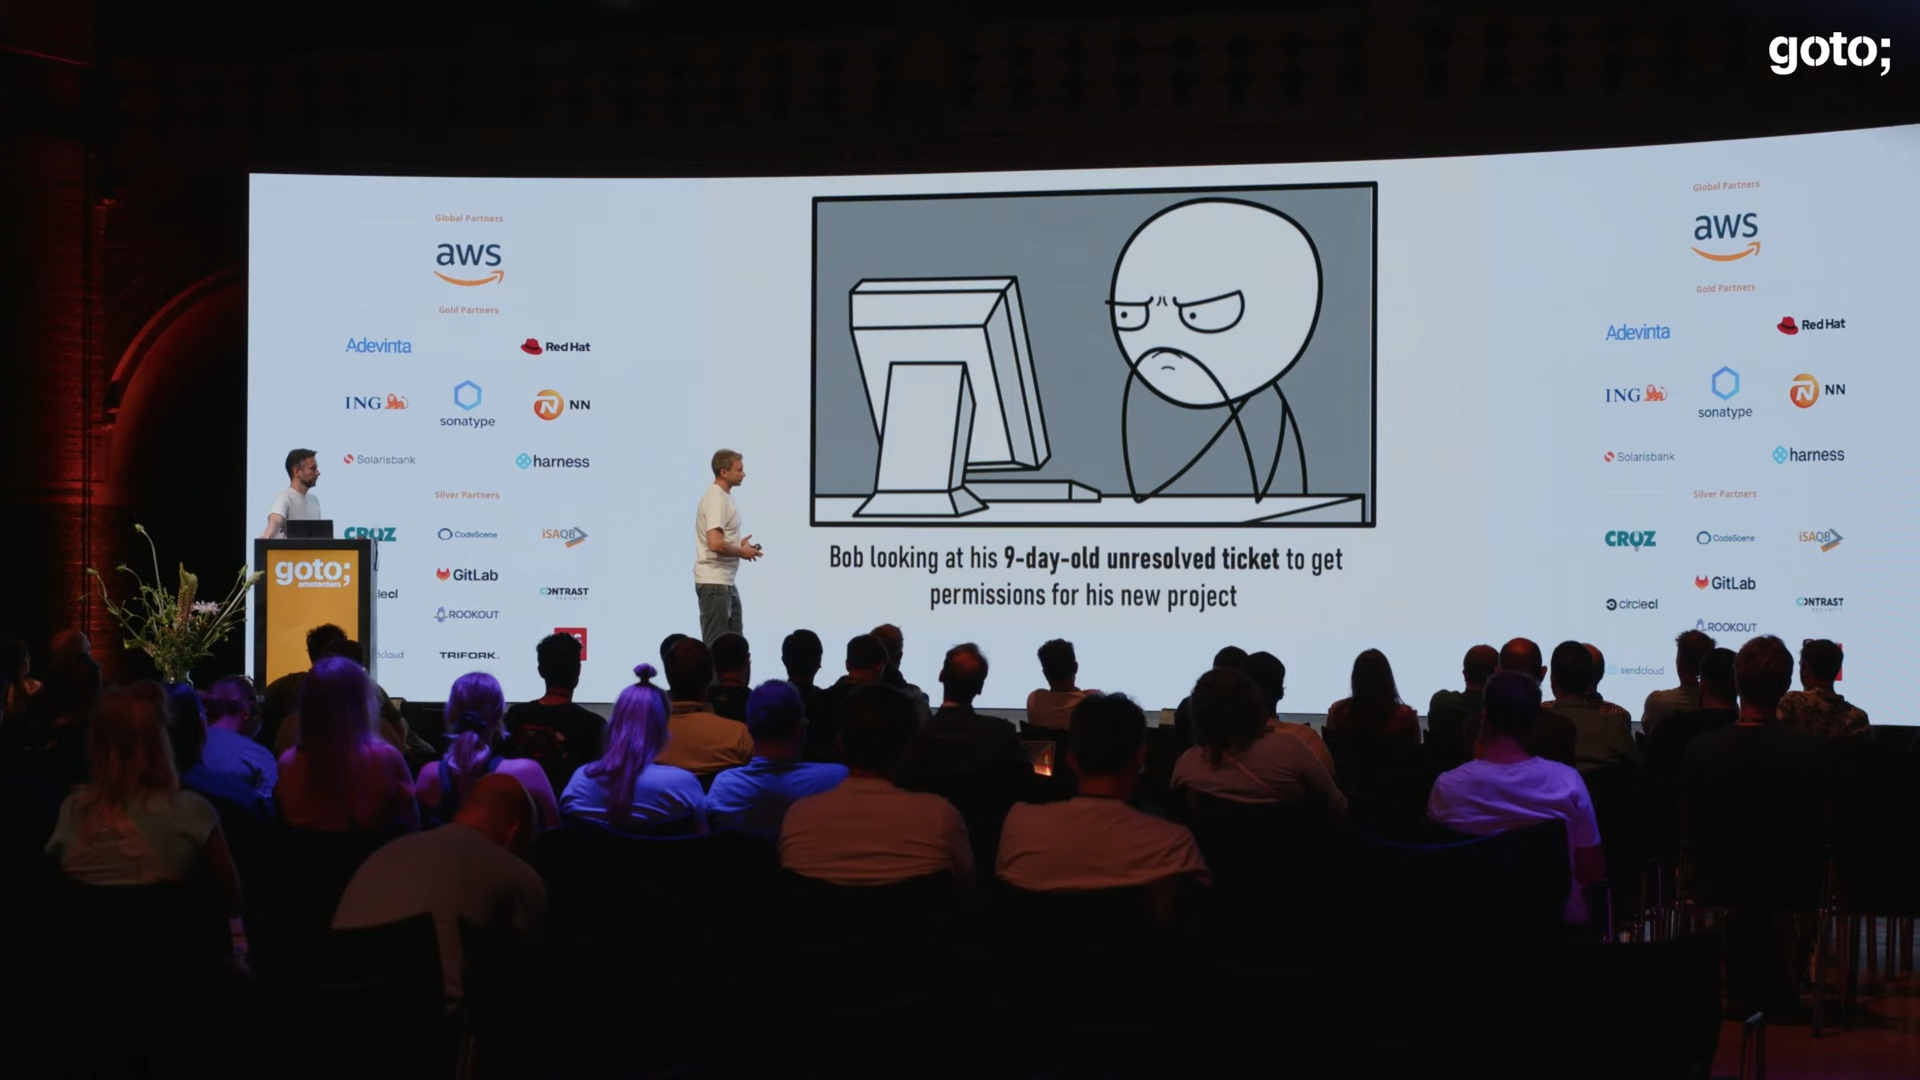 goto;
Global Partners
aws
Gold Partners
Adevinta
Red Hat
ING
sonatype
NN
Solarisbank
harness
Silver Partners
CROZ
CodeScene
iSAQB
GitLab
CONTRAST
ROOKOUT
TRIFORK.
goto;
amsterdam
Bob looking at his 9-day-old unresolved ticket to get
permissions for his new project
Global Partners
aws
Gold Partners
Adevinta
Red Hat
ING
sonatype
NN
Solarisbank
harness
Silver Partners
CROZ
CodeScene
iSAQB
GitLab
circleci
CONTRAST
ROOKOUT
sendcloud